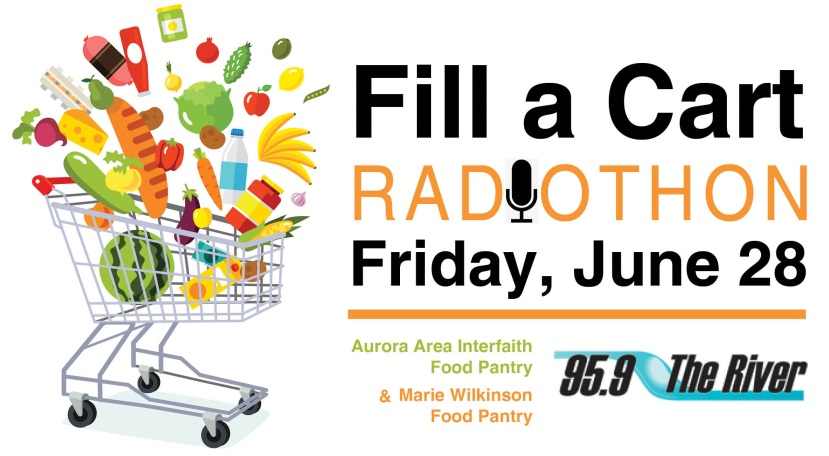 Fill a Cart
RADIOTHON
Friday, June 28
Aurora Area Interfaith
Food Pantry
& Marie Wilkinson
Food Pantry
95.9 The River